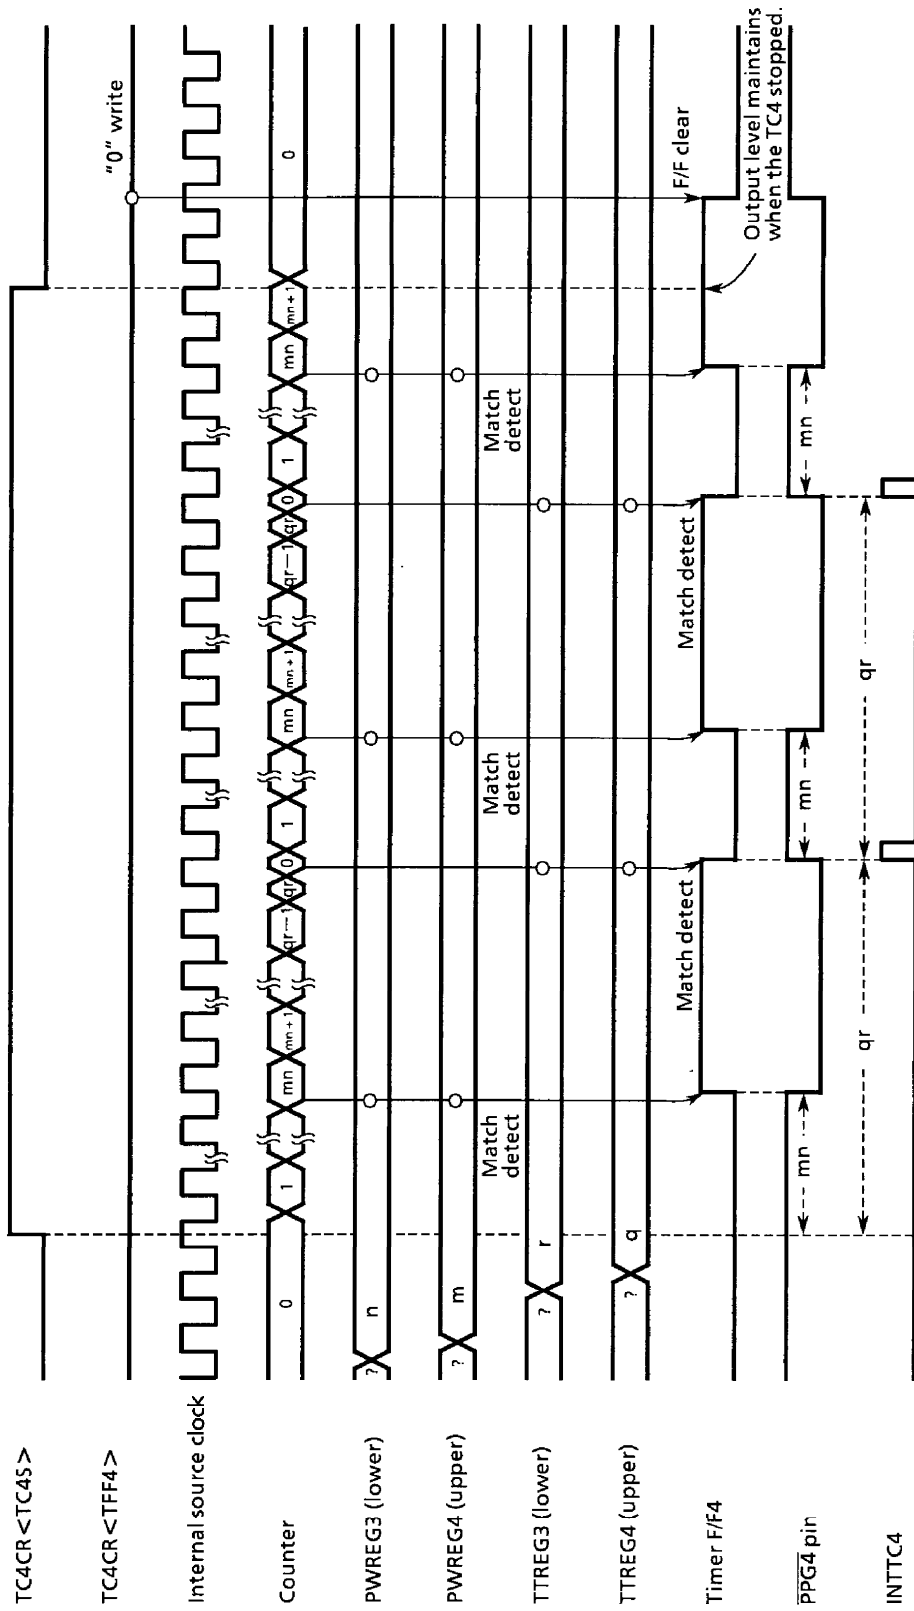 TC4CR<TC4S>
TC4CR<TFF4>
"0" write
Internal source clock
Counter
0
1
mn
mn+1
qr−1
qr
0
1
mn
mn+1
qr−1
qr
0
1
mn
mn+1
0
PWREG3 (lower)
?
n
PWREG4 (upper)
?
m
Match
detect
Match
detect
Match
detect
TTREG3 (lower)
?
r
TTREG4 (upper)
?
q
Match detect
Match detect
F/F clear
Timer F/F4
Output level maintains
when the TC4 stopped.
PPG4 pin
mn
mn
mn
qr
qr
INTTC4